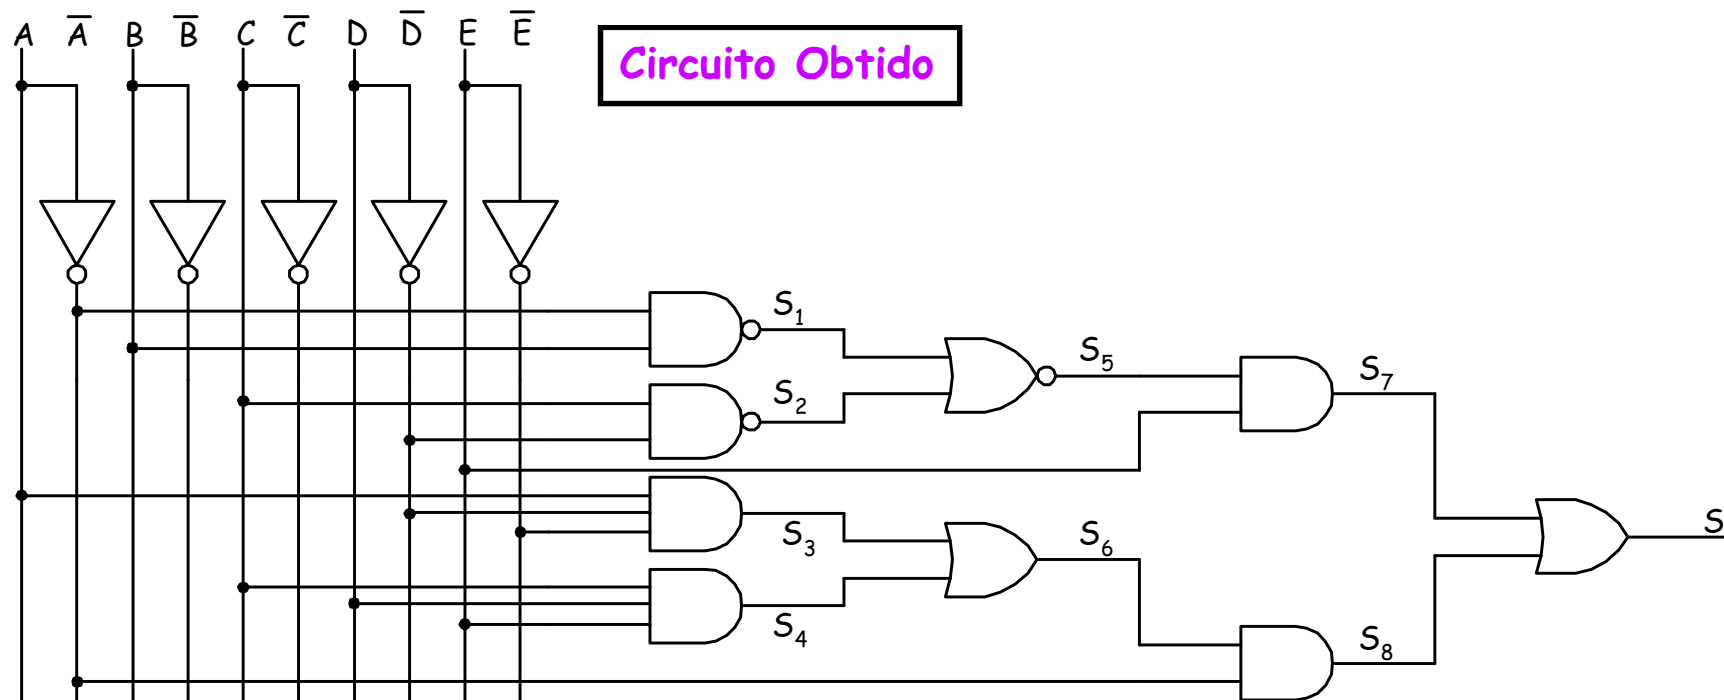 A A̅ B B̅ C C̅ D D̅ E E̅
Circuito Obtido
S₁
S₂
S₃
S₄
S₅
S₆
S₇
S₈
S